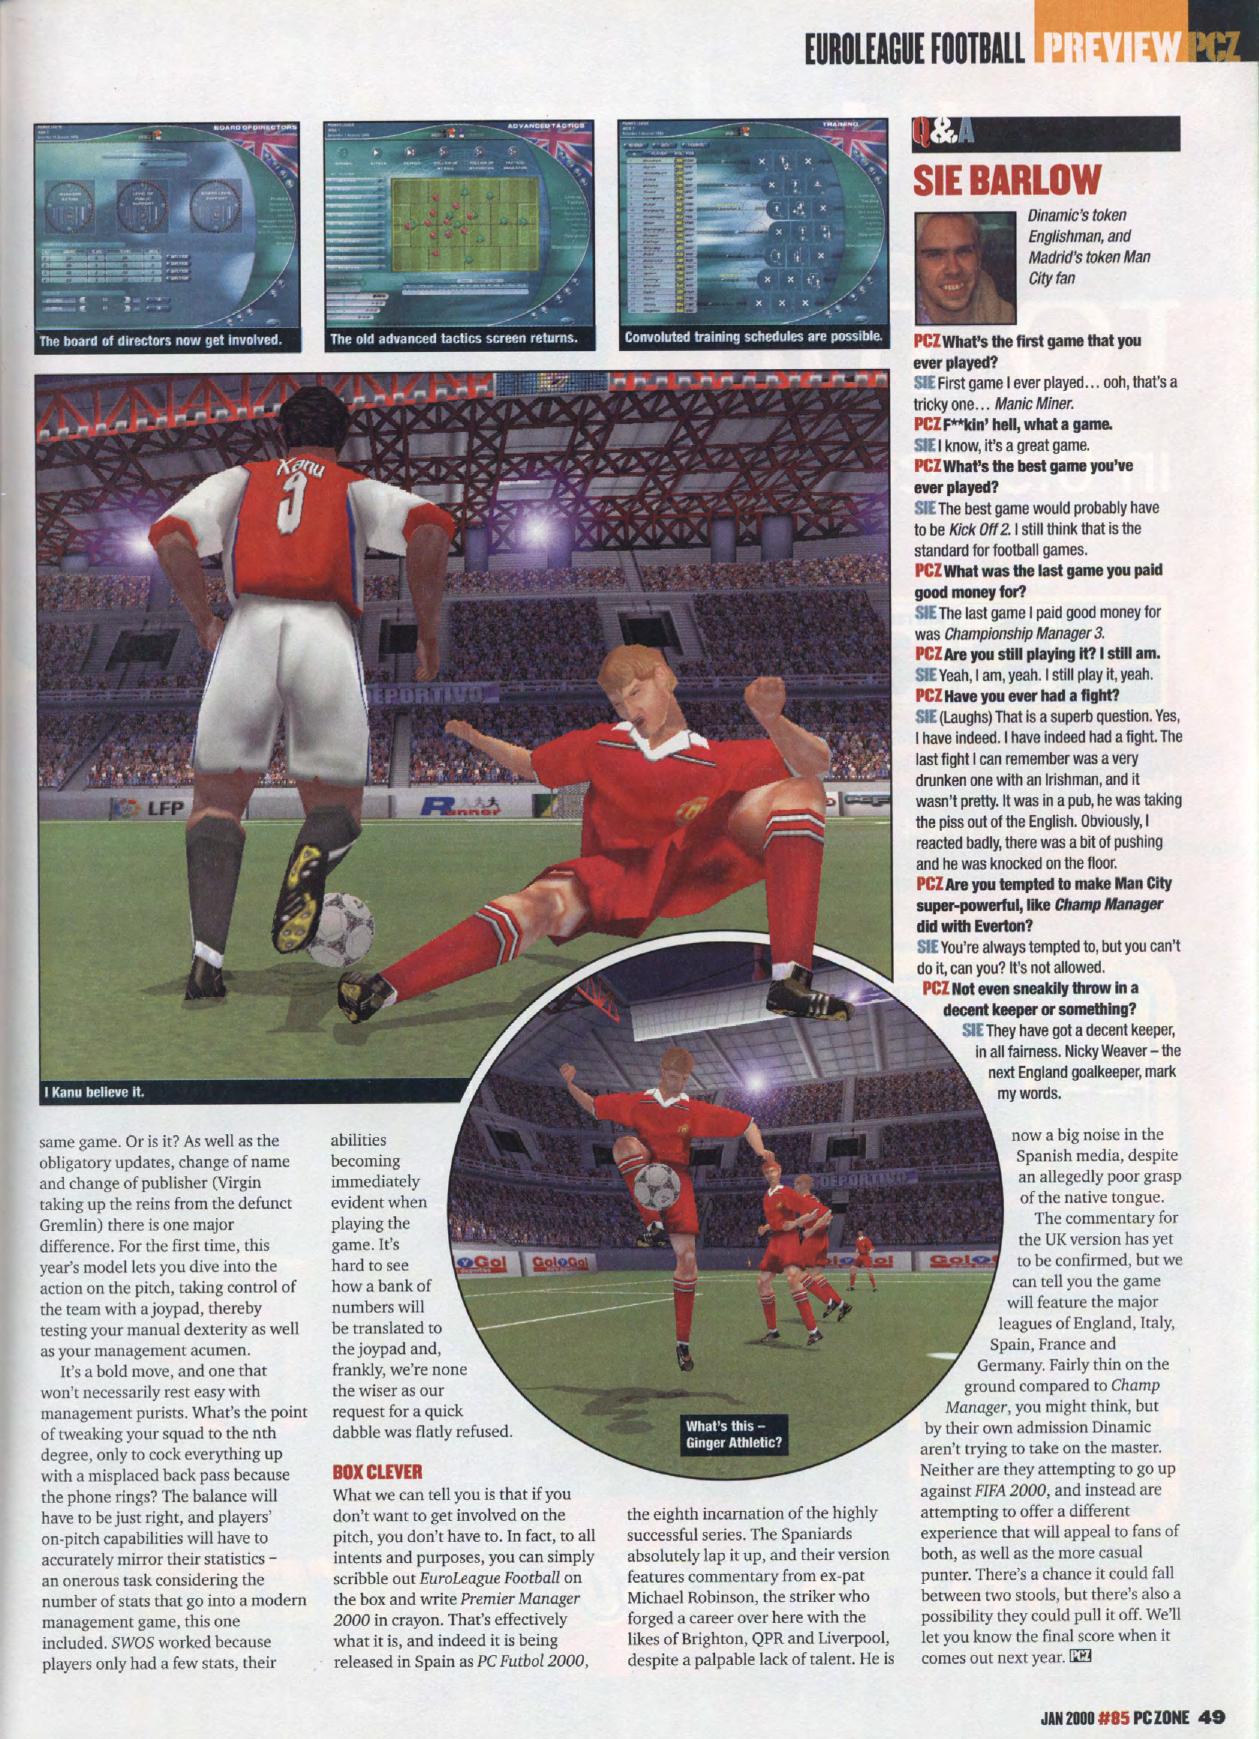 EUROLEAGUE FOOTBALL PREVIEW PCZ
BOARD OF DIRECTORS
ADVANCED TACTICS
TRAINING
The board of directors now get involved.
The old advanced tactics screen returns.
Convoluted training schedules are possible.
Kanu
9
DEPORTIVO
LFP
Runner
I Kanu believe it.
DEPORTIVO
Gol
GoloGol
What's this –
Ginger Athletic?
same game. Or is it? As well as the
obligatory updates, change of name
and change of publisher (Virgin
taking up the reins from the defunct
Gremlin) there is one major
difference. For the first time, this
year's model lets you dive into the
action on the pitch, taking control of
the team with a joypad, thereby
testing your manual dexterity as well
as your management acumen.
It's a bold move, and one that
won't necessarily rest easy with
management purists. What's the point
of tweaking your squad to the nth
degree, only to cock everything up
with a misplaced back pass because
the phone rings? The balance will
have to be just right, and players'
on-pitch capabilities will have to
accurately mirror their statistics –
an onerous task considering the
number of stats that go into a modern
management game, this one
included. SWOS worked because
players only had a few stats, their
abilities
becoming
immediately
evident when
playing the
game. It's
hard to see
how a bank of
numbers will
be translated to
the joypad and,
frankly, we're none
the wiser as our
request for a quick
dabble was flatly refused.
BOX CLEVER
What we can tell you is that if you
don't want to get involved on the
pitch, you don't have to. In fact, to all
intents and purposes, you can simply
scribble out EuroLeague Football on
the box and write Premier Manager
2000 in crayon. That's effectively
what it is, and indeed it is being
released in Spain as PC Futbol 2000,
the eighth incarnation of the highly
successful series. The Spaniards
absolutely lap it up, and their version
features commentary from ex-pat
Michael Robinson, the striker who
forged a career over here with the
likes of Brighton, QPR and Liverpool,
despite a palpable lack of talent. He is
now a big noise in the
Spanish media, despite
an allegedly poor grasp
of the native tongue.
The commentary for
the UK version has yet
to be confirmed, but we
can tell you the game
will feature the major
leagues of England, Italy,
Spain, France and
Germany. Fairly thin on the
ground compared to Champ
Manager, you might think, but
by their own admission Dinamic
aren't trying to take on the master.
Neither are they attempting to go up
against FIFA 2000, and instead are
attempting to offer a different
experience that will appeal to fans of
both, as well as the more casual
punter. There's a chance it could fall
between two stools, but there's also a
possibility they could pull it off. We'll
let you know the final score when it
comes out next year. PCZ
Q&A
SIE BARLOW
Dinamic's token
Englishman, and
Madrid's token Man
City fan
PCZ What's the first game that you
ever played?
SIE First game I ever played... ooh, that's a
tricky one... Manic Miner.
PCZ F**kin' hell, what a game.
SIE I know, it's a great game.
PCZ What's the best game you've
ever played?
SIE The best game would probably have
to be Kick Off 2. I still think that is the
standard for football games.
PCZ What was the last game you paid
good money for?
SIE The last game I paid good money for
was Championship Manager 3.
PCZ Are you still playing it? I still am.
SIE Yeah, I am, yeah. I still play it, yeah.
PCZ Have you ever had a fight?
SIE (Laughs) That is a superb question. Yes,
I have indeed. I have indeed had a fight. The
last fight I can remember was a very
drunken one with an Irishman, and it
wasn't pretty. It was in a pub, he was taking
the piss out of the English. Obviously, I
reacted badly, there was a bit of pushing
and he was knocked on the floor.
PCZ Are you tempted to make Man City
super-powerful, like Champ Manager
did with Everton?
SIE You're always tempted to, but you can't
do it, can you? It's not allowed.
PCZ Not even sneakily throw in a
decent keeper or something?
SIE They have got a decent keeper,
in all fairness. Nicky Weaver – the
next England goalkeeper, mark
my words.
JAN 2000 #85 PC ZONE 49